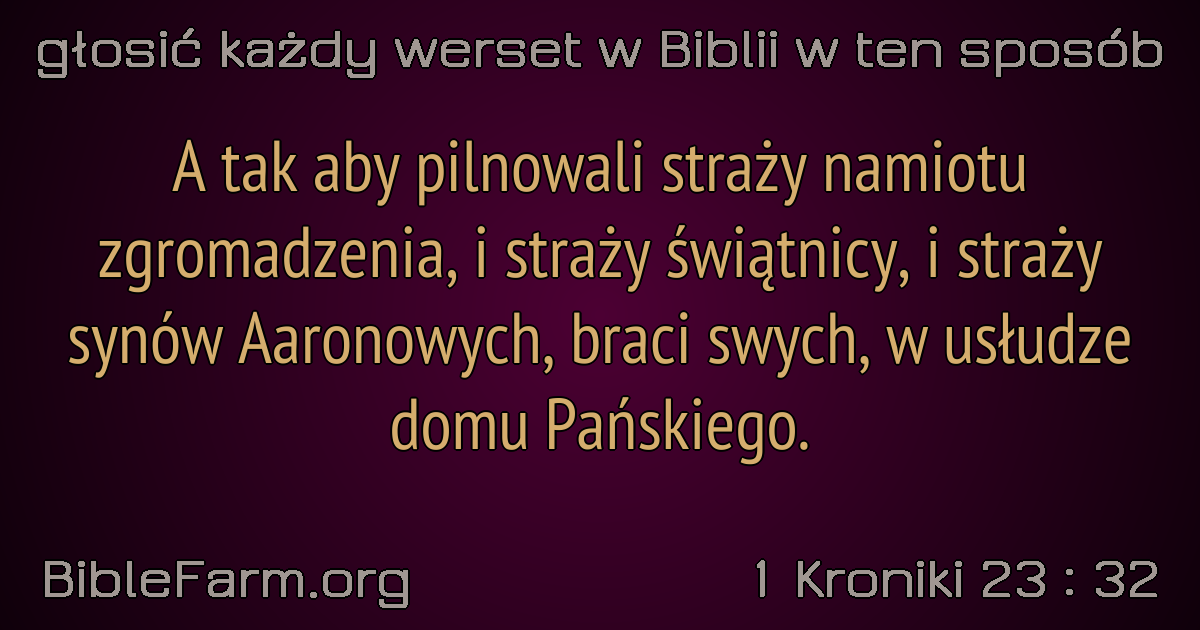 głosić każdy werset w Biblii w ten sposób
A tak aby pilnowali straży namiotu
zgromadzenia, i straży świątnicy, i straży
synów Aaronowych, braci swych, w usłudze
domu Pańskiego.
BibleFarm.org
1 Kroniki 23 : 32